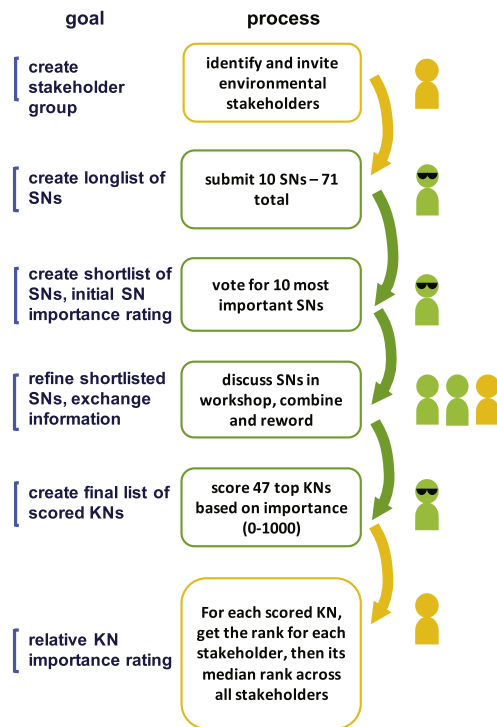 goal
process
create
stakeholder
group
identify and invite
environmental
stakeholders
create longlist of
SNs
submit 10 SNs – 71
total
create shortlist of
SNs, initial SN
importance rating
vote for 10 most
important SNs
refine shortlisted
SNs, exchange
information
discuss SNs in
workshop, combine
and reword
create final list of
scored KNs
score 47 top KNs
based on importance
(0-1000)
relative KN
importance rating
For each scored KN,
get the rank for each
stakeholder, then its
median rank across
all stakeholders